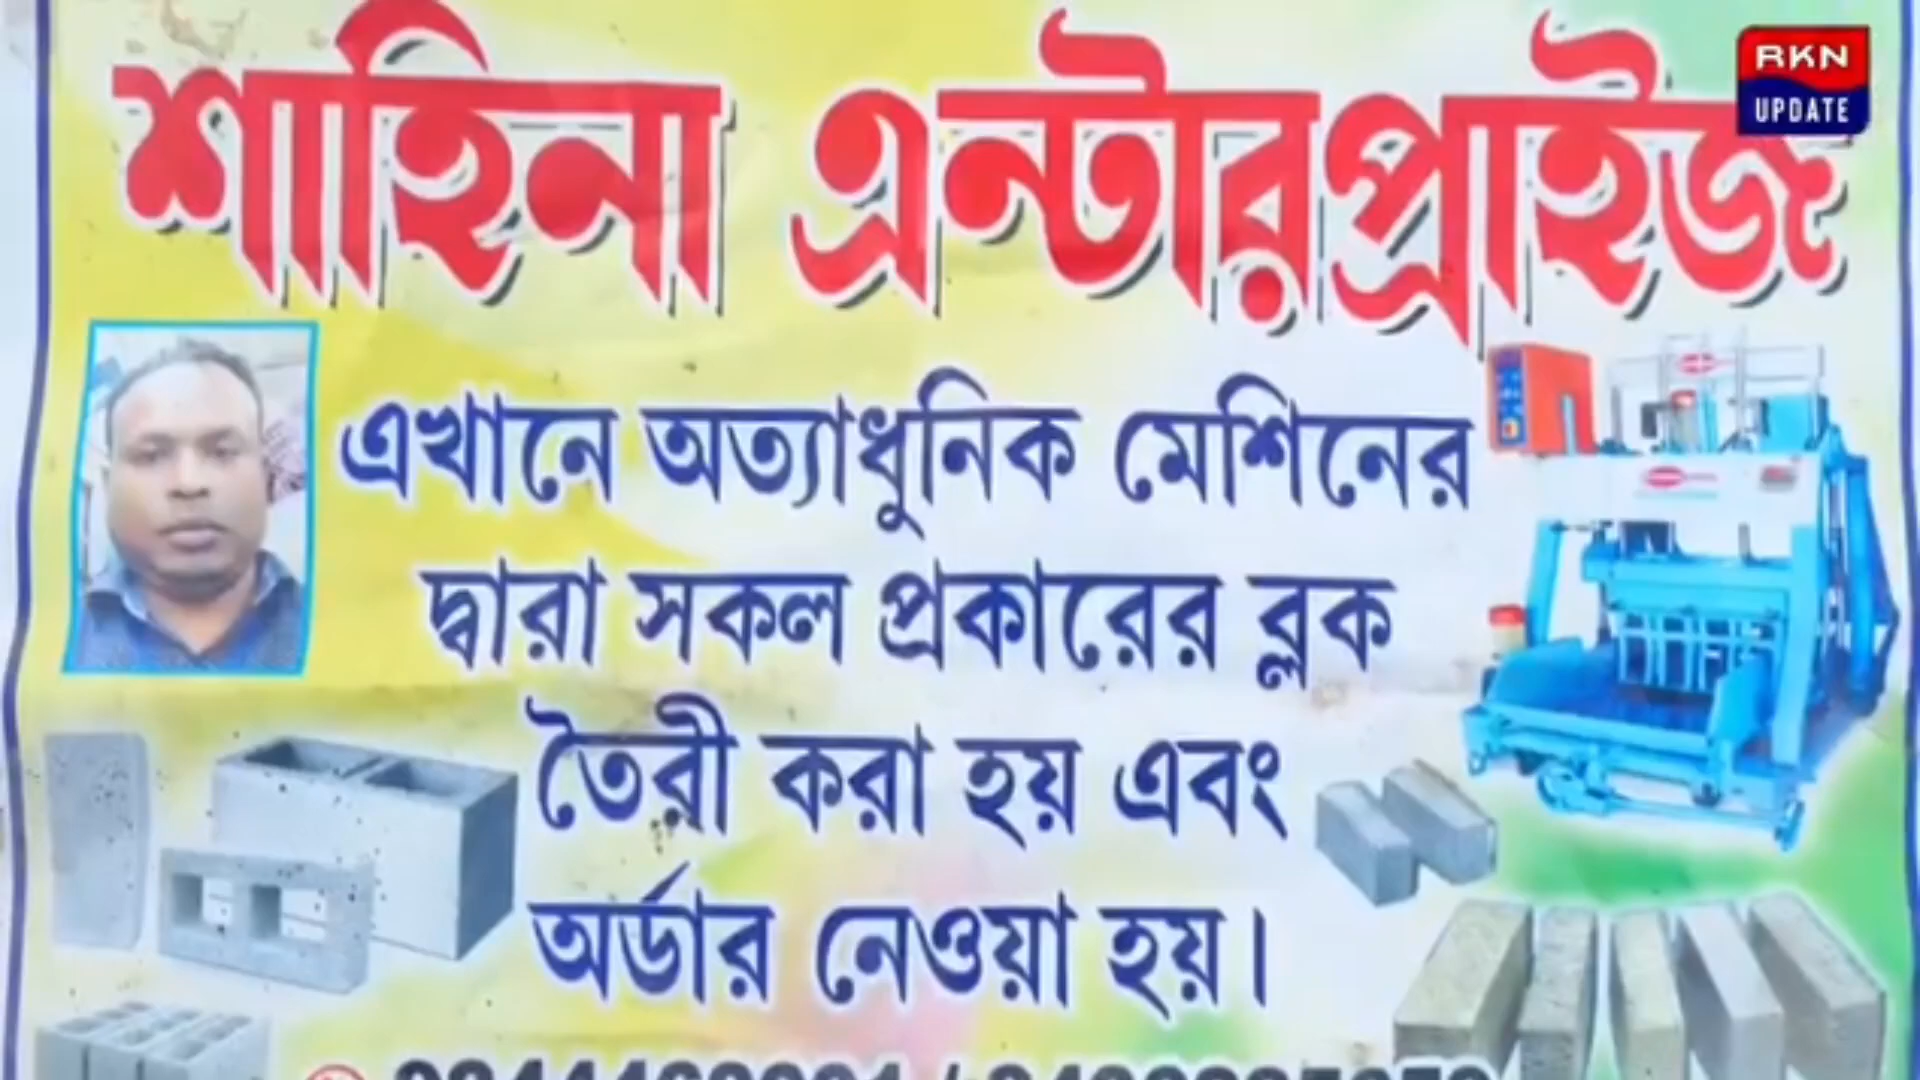 RKN
UPDATE
শাহিনা এন্টারপ্রাইজ
এখানে অত্যাধুনিক মেশিনের
দ্বারা সকল প্রকারের ব্লক
তৈরী করা হয় এবং
অর্ডার নেওয়া হয়।